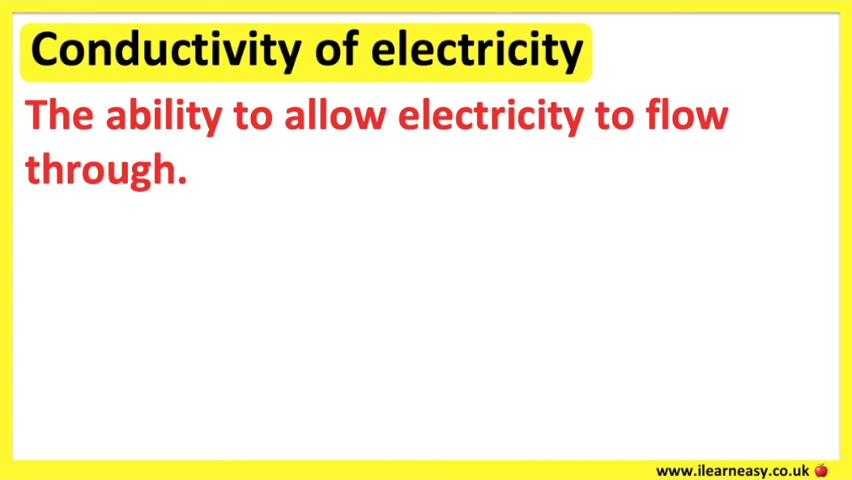 Conductivity of electricity
The ability to allow electricity to flow
through.
www.ilearneasy.co.uk